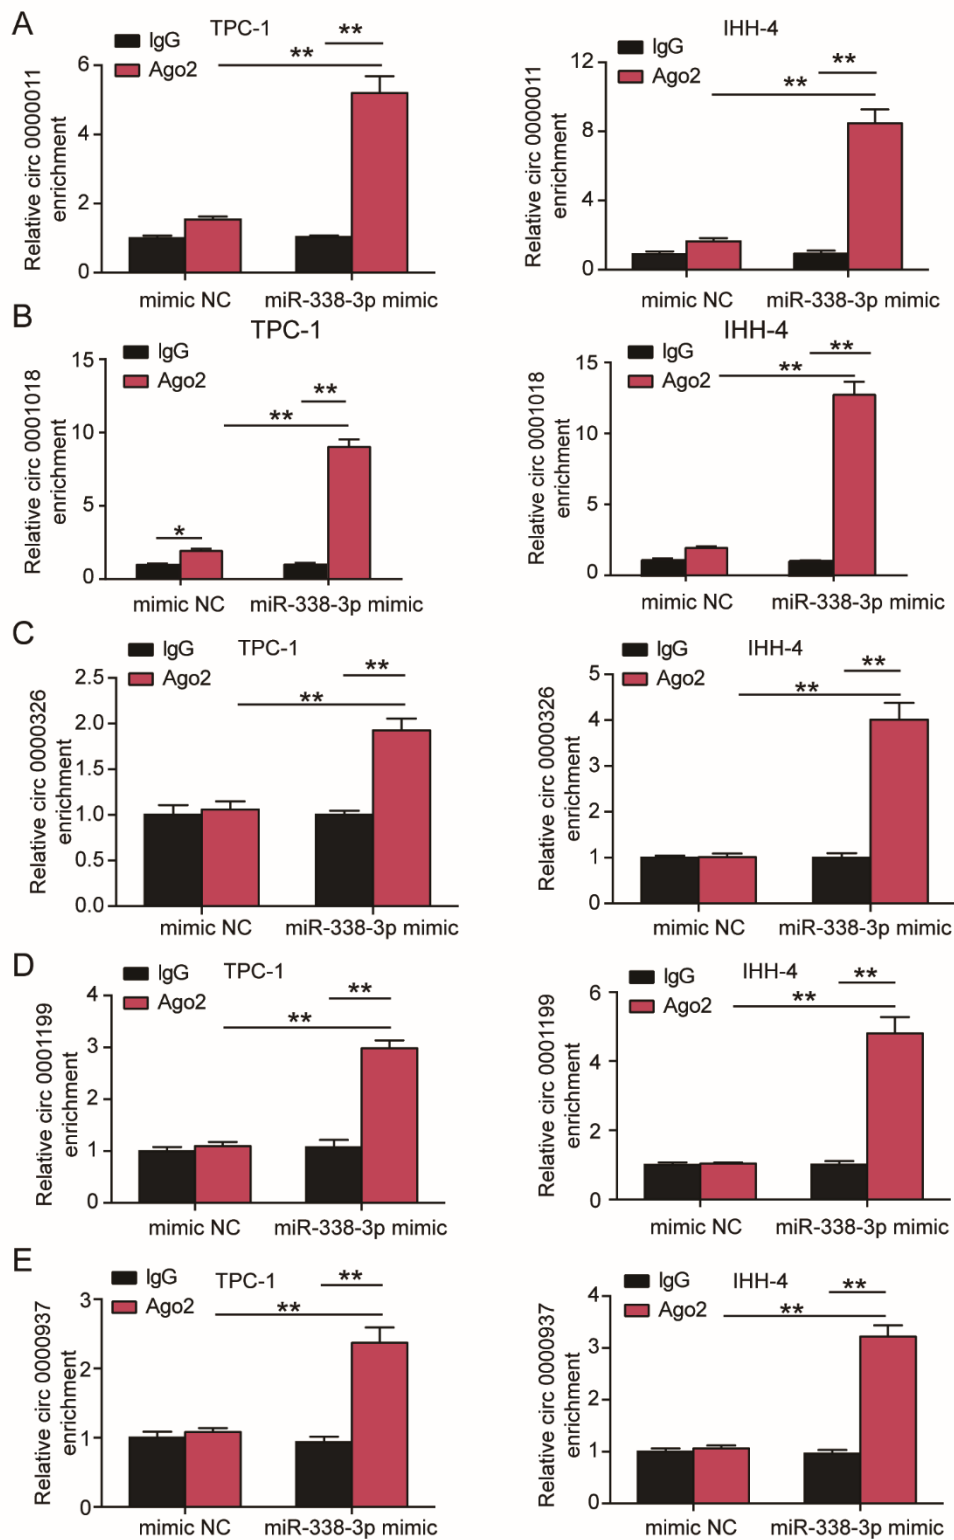 A
TPC-1
IgG
Ago2
**
**
Relative circ 0000011
enrichment
6
4
2
0
mimic NC
miR-338-3p mimic
IHH-4
IgG
Ago2
**
**
Relative circ 0000011
enrichment
12
8
4
0
mimic NC
miR-338-3p mimic
B
TPC-1
IgG
Ago2
**
**
*
Relative circ 0001018
enrichment
15
10
5
0
mimic NC
miR-338-3p mimic
IHH-4
IgG
Ago2
**
**
Relative circ 0001018
enrichment
15
10
5
0
mimic NC
miR-338-3p mimic
C
TPC-1
IgG
Ago2
**
**
Relative circ 0000326
enrichment
2.5
2.0
1.5
1.0
0.5
0.0
mimic NC
miR-338-3p mimic
IHH-4
IgG
Ago2
**
**
Relative circ 0000326
enrichment
5
4
3
2
1
0
mimic NC
miR-338-3p mimic
D
TPC-1
IgG
Ago2
**
**
Relative circ 0001199
enrichment
4
3
2
1
0
mimic NC
miR-338-3p mimic
IHH-4
IgG
Ago2
**
**
Relative circ 0001199
enrichment
6
4
2
0
mimic NC
miR-338-3p mimic
E
TPC-1
IgG
Ago2
**
**
Relative circ 00000937
enrichment
3
2
1
0
mimic NC
miR-338-3p mimic
IHH-4
IgG
Ago2
**
**
Relative circ 00000937
enrichment
4
3
2
1
0
mimic NC
miR-338-3p mimic